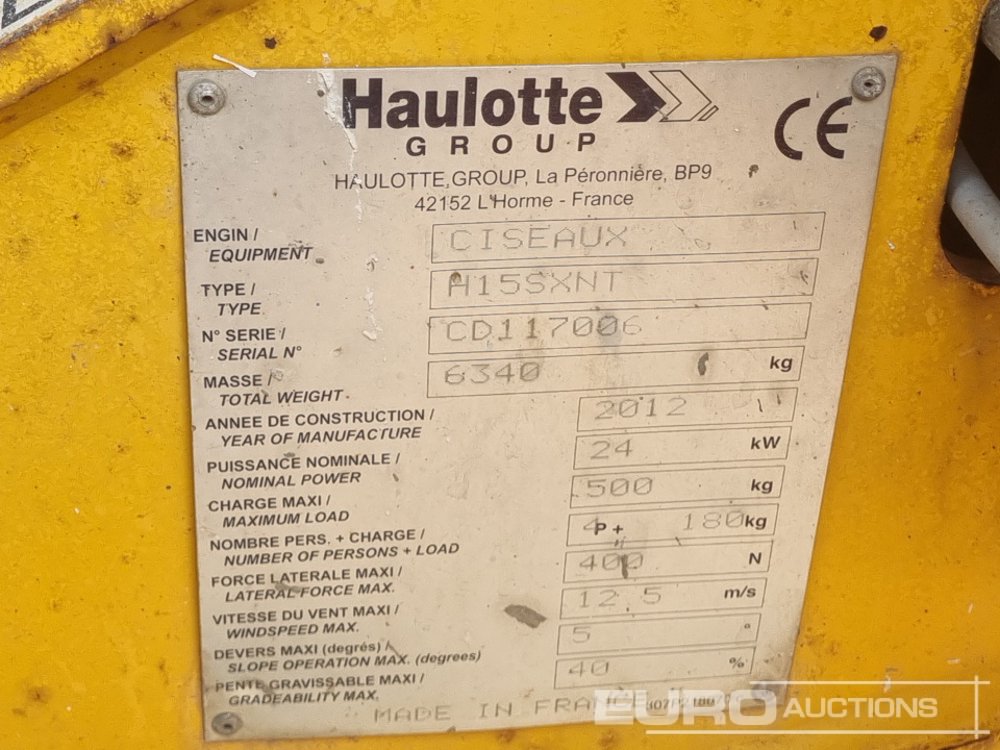 Haulotte
GROUP
CE
HAULOTTE GROUP, La Péronnière, BP9
42152 L'Horme - France
ENGIN /
EQUIPMENT
CISEAUX
TYPE /
TYPE
H15SXNT
N° SERIE /
SERIAL N°
CD117006
MASSE /
TOTAL WEIGHT
6340 kg
ANNEE DE CONSTRUCTION /
YEAR OF MANUFACTURE
2012
PUISSANCE NOMINALE /
NOMINAL POWER
24 kW
CHARGE MAXI /
MAXIMUM LOAD
500 kg
NOMBRE PERS. + CHARGE /
NUMBER OF PERSONS + LOAD
4P + 180kg
FORCE LATERALE MAXI /
LATERAL FORCE MAX.
400 N
VITESSE DU VENT MAXI /
WINDSPEED MAX.
12.5 m/s
DEVERS MAXI (degrés) /
SLOPE OPERATION MAX. (degrees)
5 °
PENTE GRAVISSABLE MAXI /
GRADEABILITY MAX.
40 %
MADE IN FRANCE
EURO AUCTIONS